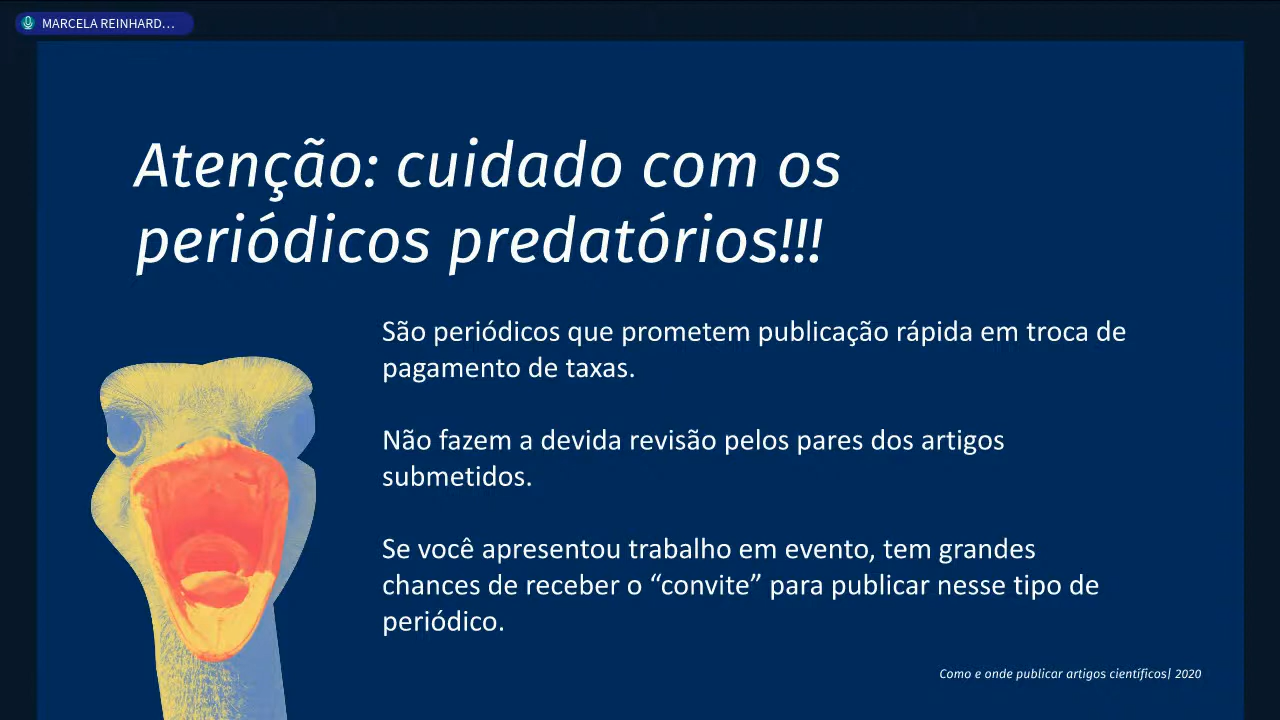 MARCELA REINHARD...
Atenção: cuidado com os
periódicos predatórios!!!
São periódicos que prometem publicação rápida em troca de
pagamento de taxas.
Não fazem a devida revisão pelos pares dos artigos
submetidos.
Se você apresentou trabalho em evento, tem grandes
chances de receber o “convite” para publicar nesse tipo de
periódico.
Como e onde publicar artigos científicos| 2020